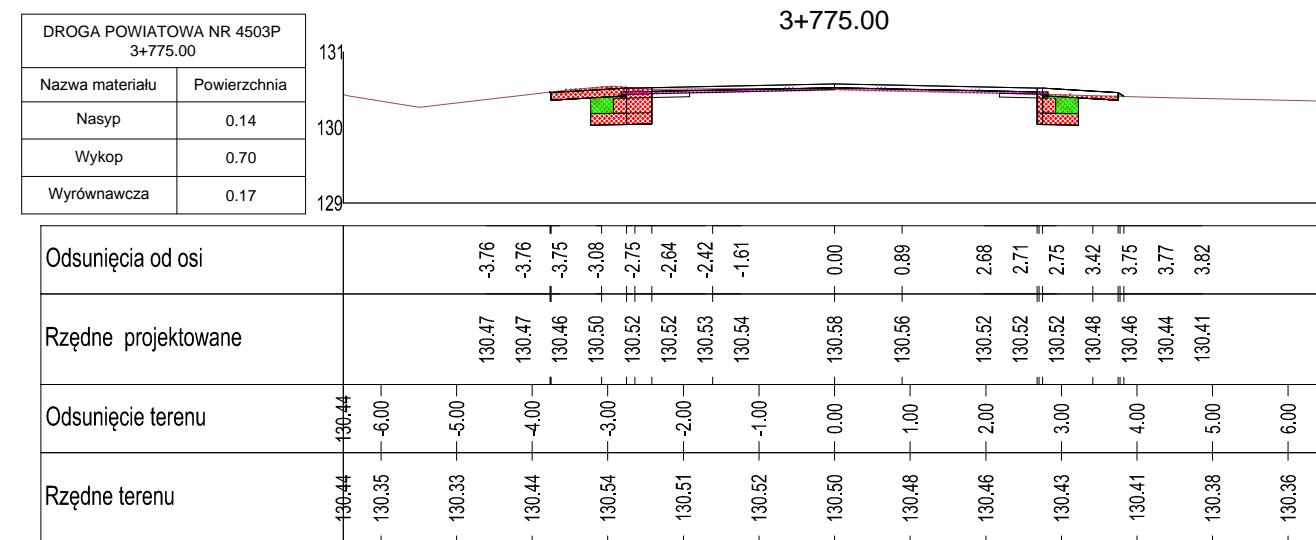 3+775.00
DROGA POWIATOWA NR 4503P
3+775.00
Nazwa materiału Powierzchnia
Nasyp 0.14
Wykop 0.70
Wyrównawcza 0.17
131
130
129
Odsunięcia od osi -3.76 -3.76 -3.75 -3.08 -2.75 -2.64 -2.42 -1.61 0.00 0.89 2.68 2.71 2.75 3.42 3.75 3.77 3.82
Rzędne projektowane 130.47 130.47 130.46 130.50 130.52 130.52 130.53 130.54 130.58 130.56 130.52 130.52 130.52 130.48 130.46 130.44 130.41
Odsunięcie terenu 130.44 -6.00 -5.00 -4.00 -3.00 -2.00 -1.00 0.00 1.00 2.00 3.00 4.00 5.00 6.00
Rzędne terenu 130.44 130.35 130.33 130.44 130.54 130.51 130.52 130.50 130.48 130.46 130.43 130.41 130.38 130.36